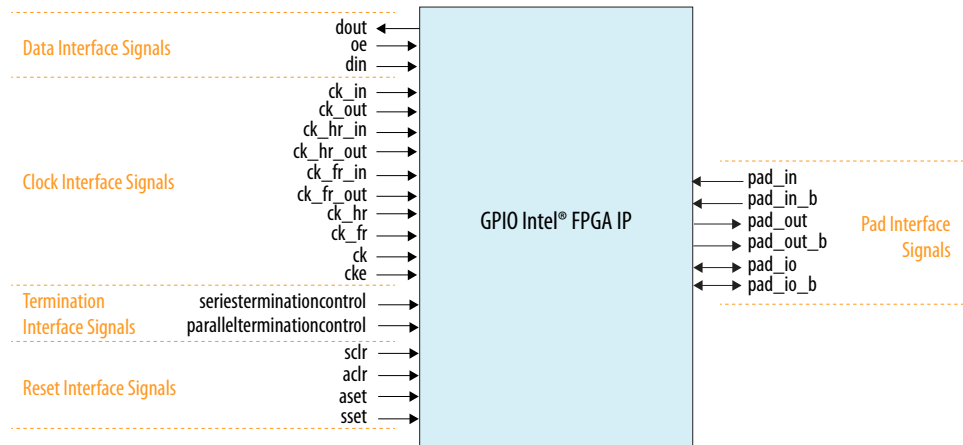 Data Interface Signals
dout
oe
din
Clock Interface Signals
ck_in
ck_out
ck_hr_in
ck_hr_out
ck_fr_in
ck_fr_out
ck_hr
ck_fr
ck
cke
Termination
Interface Signals
seriesterminationcontrol
parallelterminationcontrol
Reset Interface Signals
sclr
aclr
aset
sset
GPIO Intel® FPGA IP
pad_in
pad_in_b
pad_out
pad_out_b
pad_io
pad_io_b
Pad Interface
Signals